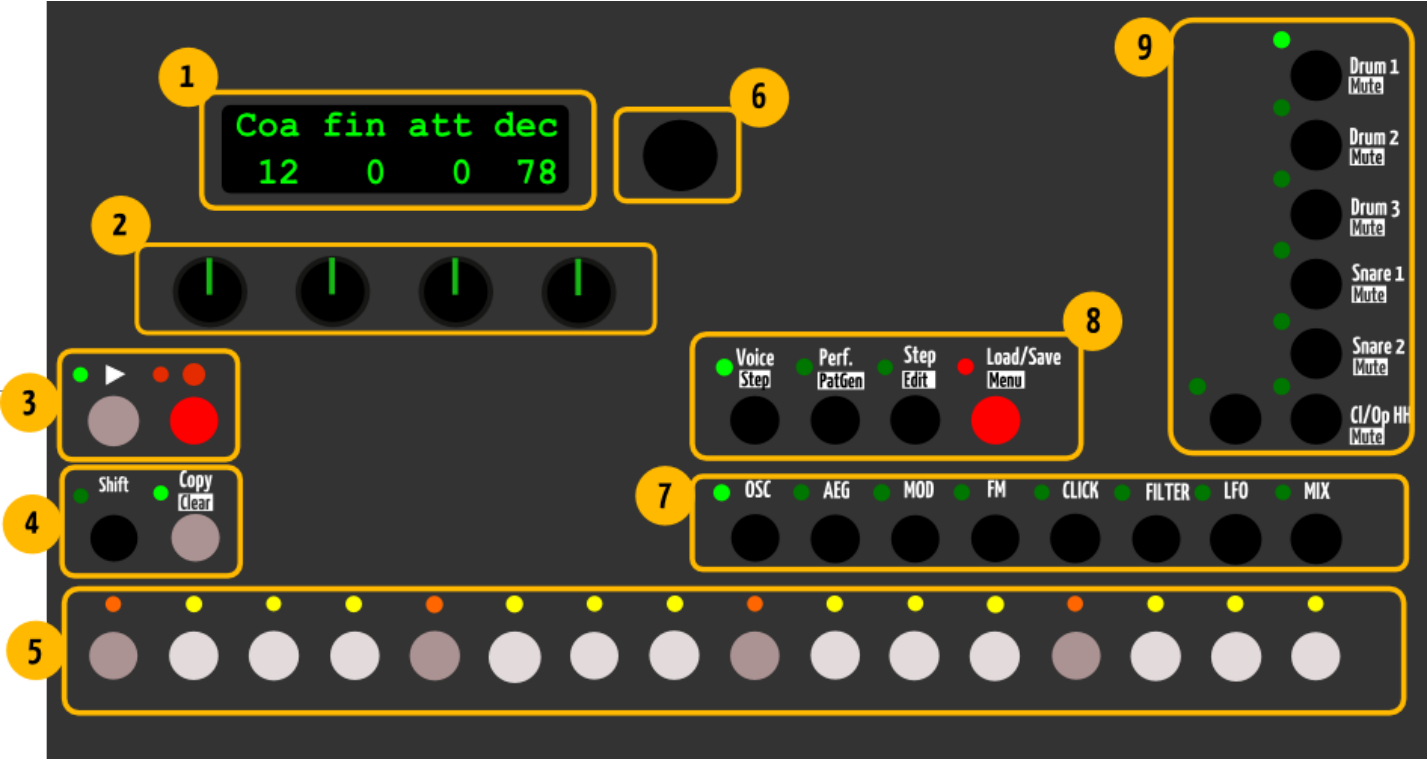 1
Coa fin att dec
12 0 0 78
6
9
Drum 1
Mute
Drum 2
Mute
Drum 3
Mute
Snare 1
Mute
Snare 2
Mute
Cl/Op HH
Mute
2
3
8
Voice
Step
Perf.
PatGen
Step
Edit
Load/Save
Menu
4
Shift
Copy
Clear
7
OSC AEG MOD FM CLICK FILTER LFO MIX
5